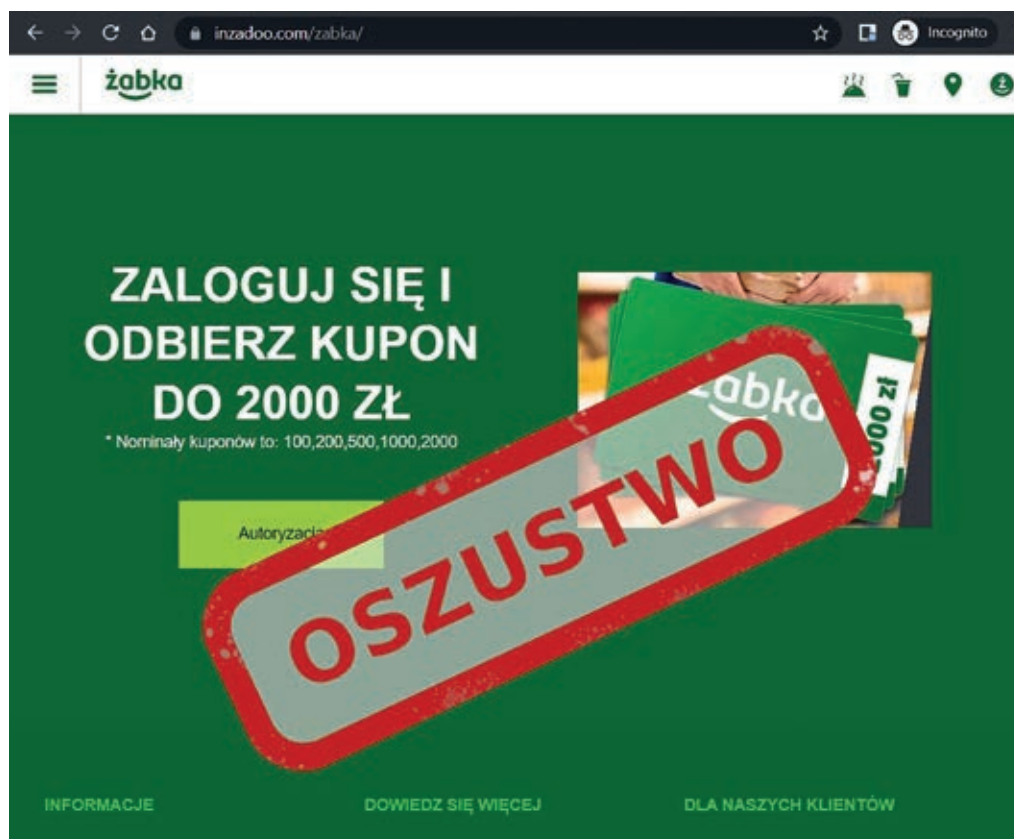 inzadoo.com/zabka/
Incognito
żabka
ZALOGUJ SIĘ I
ODBIERZ KUPON
DO 2000 ZŁ
* Nominały kuponów to: 100,200,500,1000,2000
żabka
2000 zł
Autoryzacja
OSZUSTWO
INFORMACJE
DOWIEDZ SIĘ WIĘCEJ
DLA NASZYCH KLIENTÓW